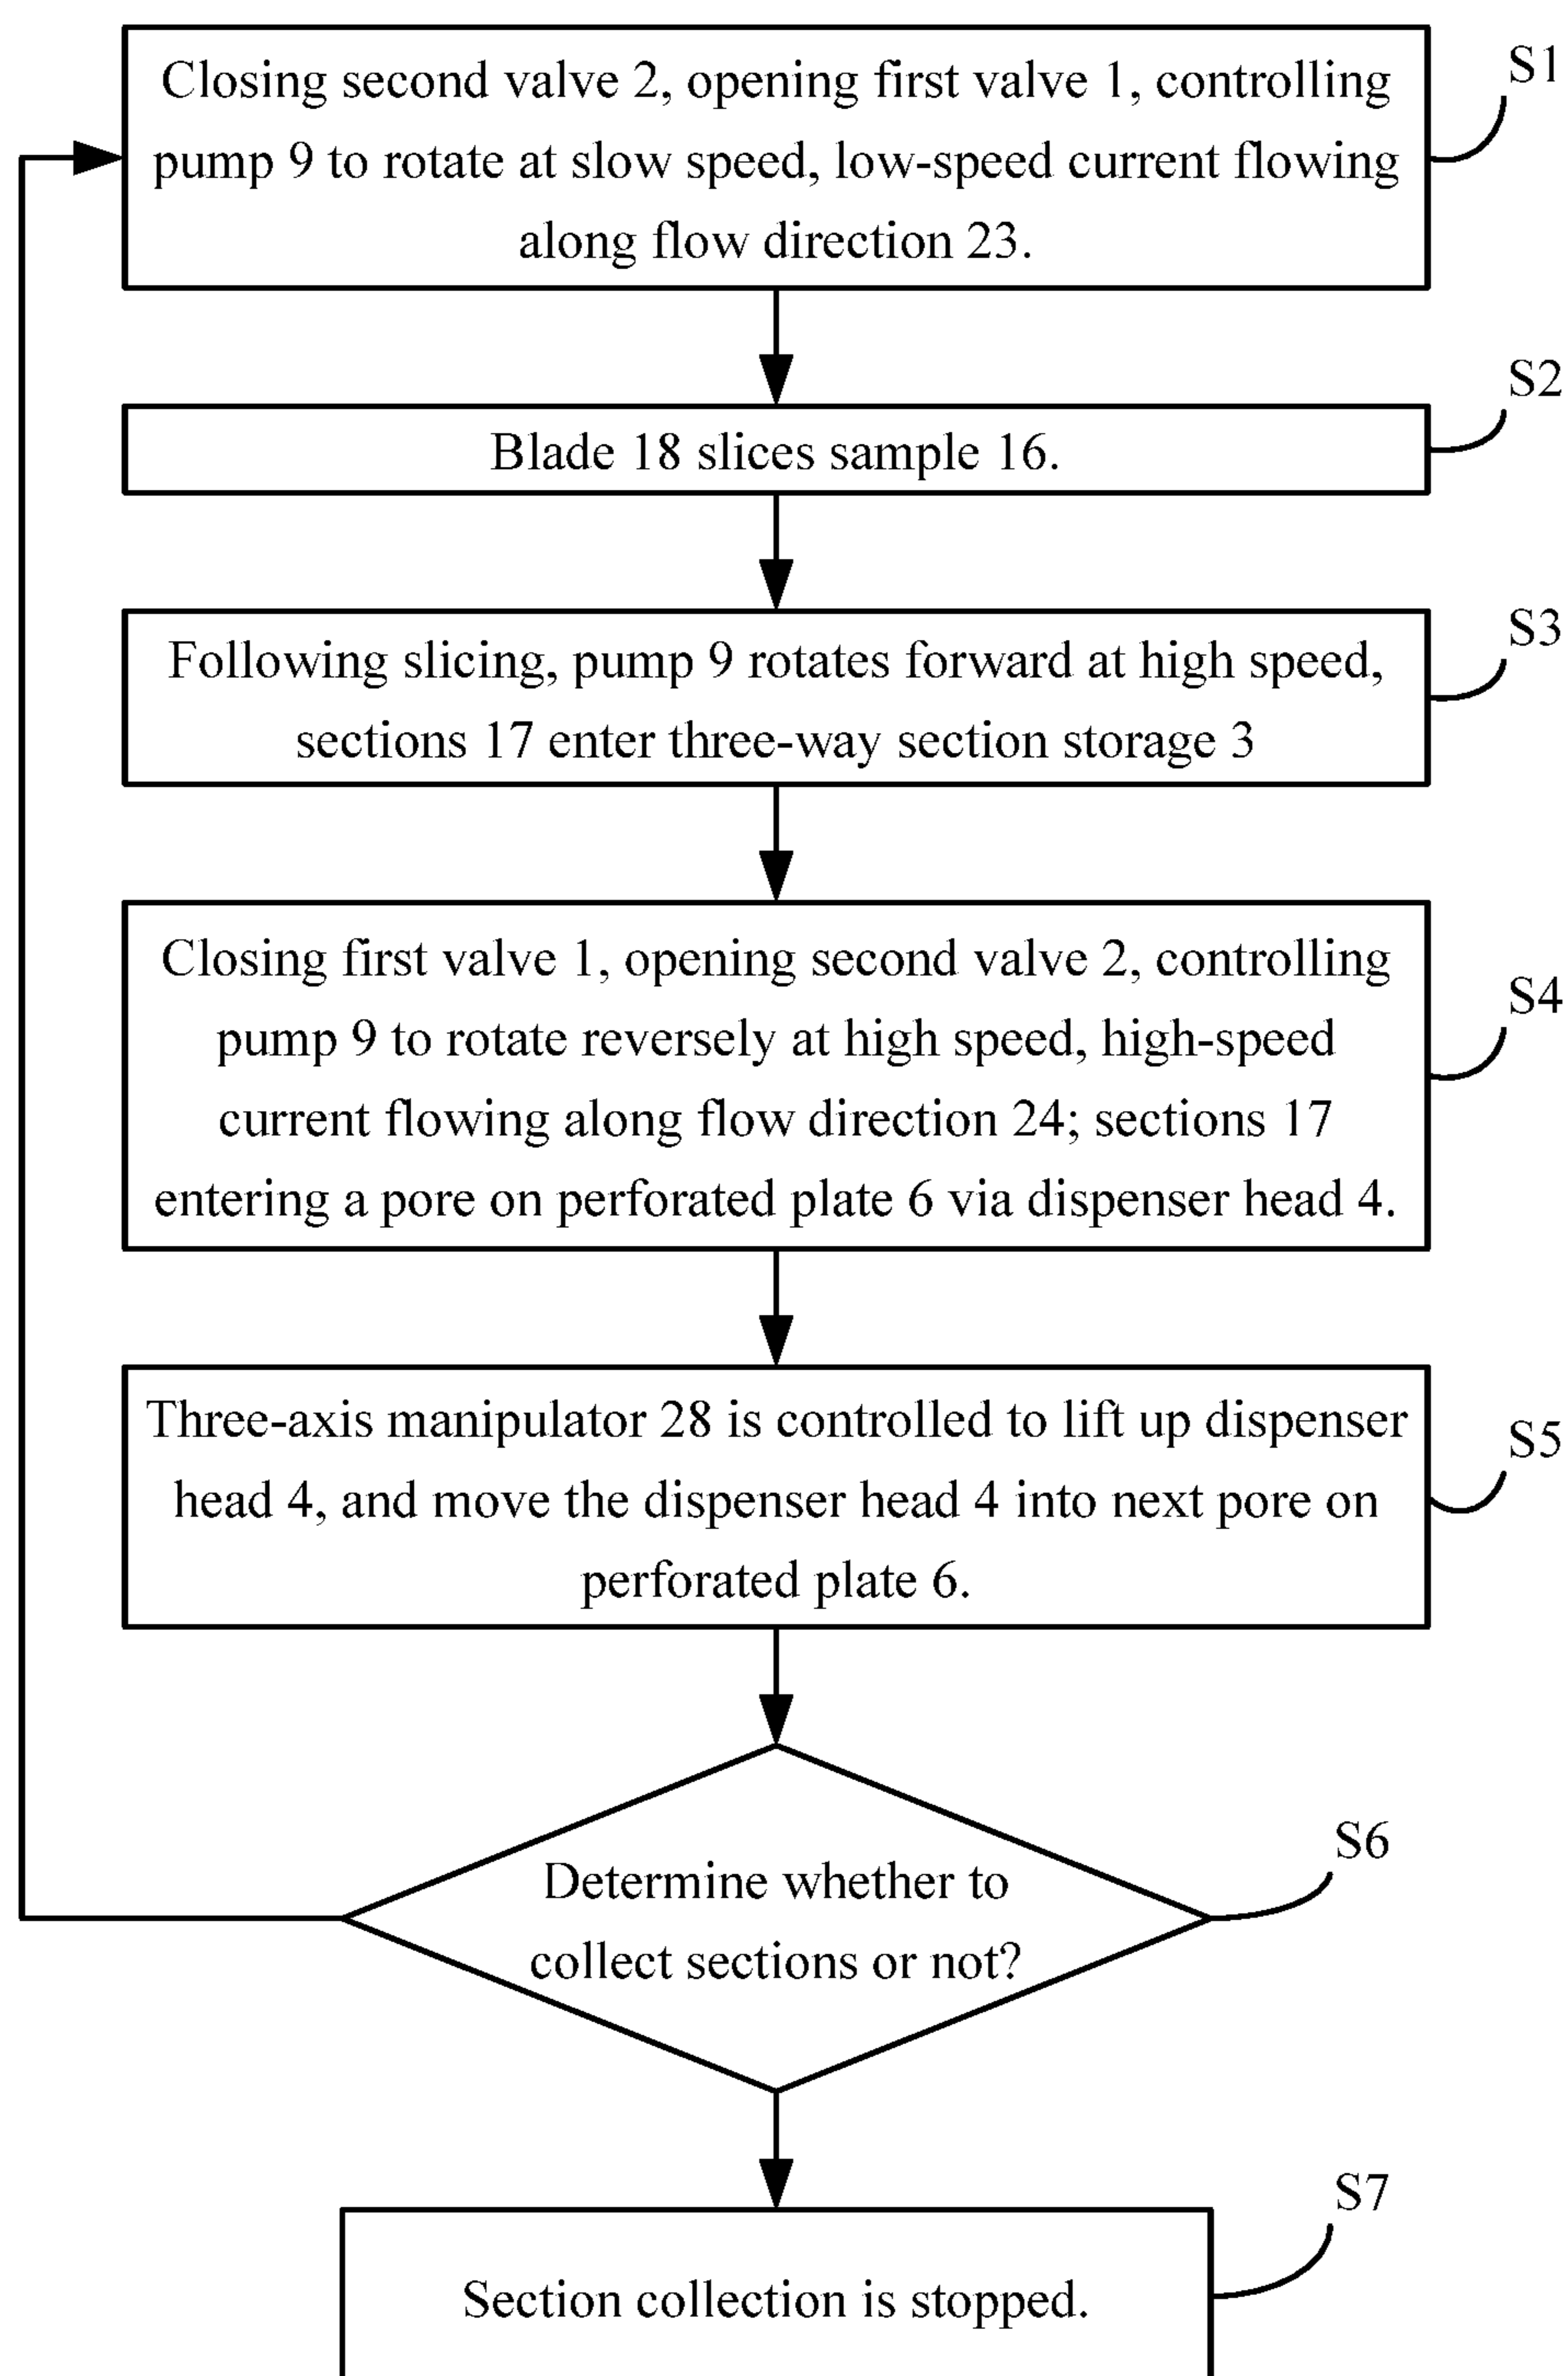 Closing second valve 2, opening first valve 1, controlling
pump 9 to rotate at slow speed, low-speed current flowing
along flow direction 23.
S1
Blade 18 slices sample 16.
S2
Following slicing, pump 9 rotates forward at high speed,
sections 17 enter three-way section storage 3
S3
Closing first valve 1, opening second valve 2, controlling
pump 9 to rotate reversely at high speed, high-speed
current flowing along flow direction 24; sections 17
entering a pore on perforated plate 6 via dispenser head 4.
S4
Three-axis manipulator 28 is controlled to lift up dispenser
head 4, and move the dispenser head 4 into next pore on
perforated plate 6.
S5
Determine whether to
collect sections or not?
S6
Section collection is stopped.
S7